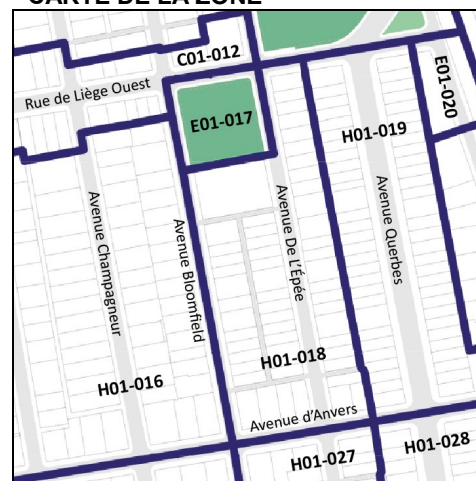 CARTE DE LA ZONE
C01-012
Rue de Liège Ouest
E01-017
H01-019
E01-020
Avenue Champagneur
Avenue Bloomfield
Avenue De L'Épée
Avenue Querbes
H01-018
H01-016
Avenue d'Anvers
H01-027
H01-028